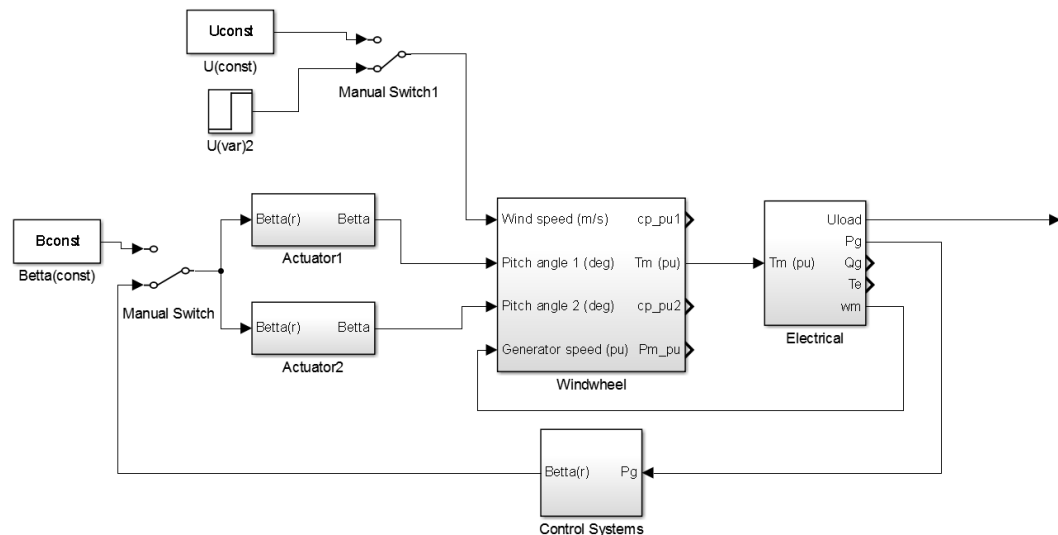 Uconst
U(const)
Manual Switch1
U(var)2
Bconst
Betta(const)
Manual Switch
Betta(r) Betta
Actuator1
Betta(r) Betta
Actuator2
Wind speed (m/s) cp_pu1
Pitch angle 1 (deg) Tm (pu)
Pitch angle 2 (deg) cp_pu2
Generator speed (pu) Pm_pu
Windwheel
Uload
Pg
Tm (pu) Qg
Te
wm
Electrical
Betta(r) Pg
Control Systems